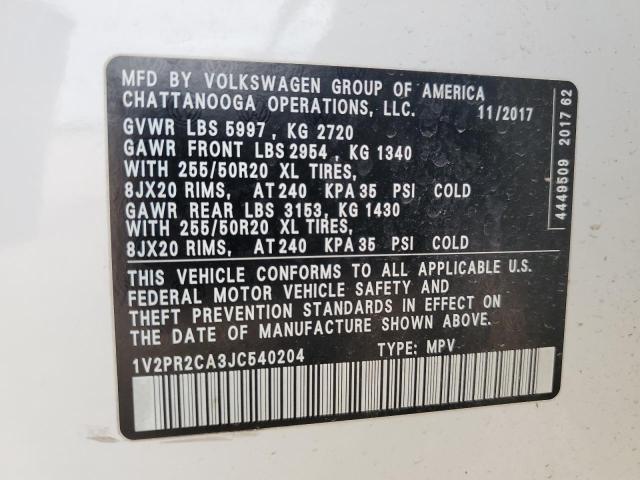 MFD BY VOLKSWAGEN GROUP OF AMERICA
CHATTANOOGA OPERATIONS, LLC. 11/2017
GVWR LBS 5997, KG 2720
GAWR FRONT LBS 2954, KG 1340
WITH 255/50R20 XL TIRES,
8JX20 RIMS, AT 240 KPA 35 PSI COLD
GAWR REAR LBS 3153, KG 1430
WITH 255/50R20 XL TIRES,
8JX20 RIMS, AT 240 KPA 35 PSI COLD
THIS VEHICLE CONFORMS TO ALL APPLICABLE U.S.
FEDERAL MOTOR VEHICLE SAFETY AND
THEFT PREVENTION STANDARDS IN EFFECT ON
THE DATE OF MANUFACTURE SHOWN ABOVE.
1V2PR2CA3JC540204 TYPE: MPV
4449509 2017 62